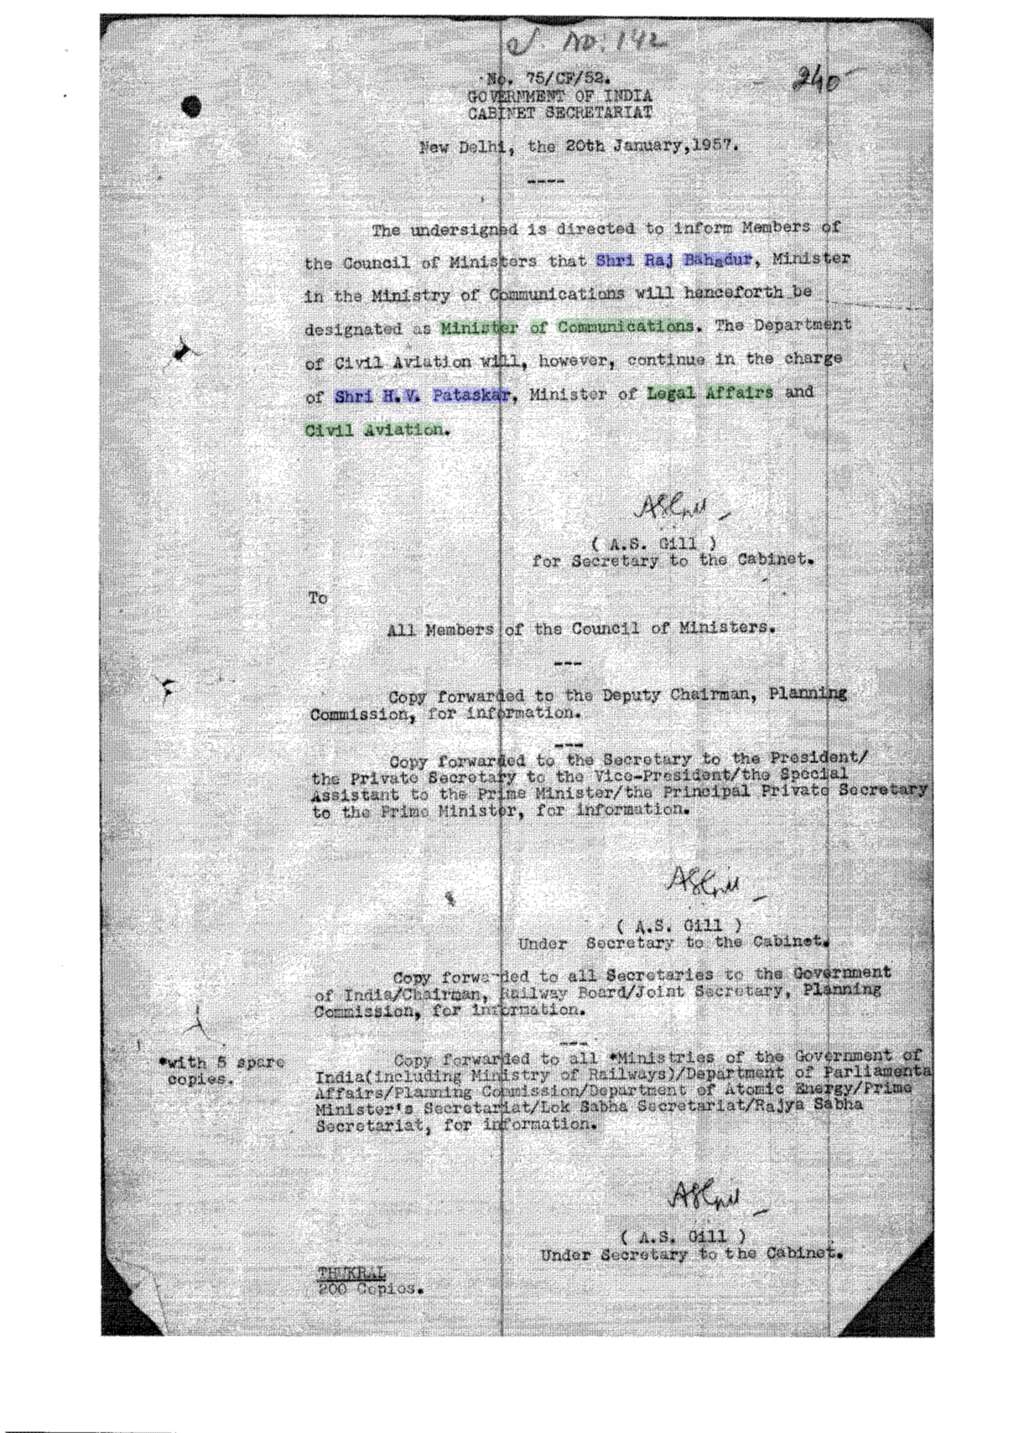 S. NO: 142
240
No. 75/CF/52.
GOVERNMENT OF INDIA
CABINET SECRETARIAT
New Delhi, the 20th January,1957.
----
The undersigned is directed to inform Members of
the Council of Ministers that Shri Raj Bahadur, Minister
in the Ministry of Communications will henceforth be
designated as Minister of Communications. The Department
of Civil Aviation will, however, continue in the charge
of Shri H.V. Pataskar, Minister of Legal Affairs and
Civil Aviation.
( A.S. Gill )
for Secretary to the Cabinet.
To
All Members of the Council of Ministers.
---
Copy forwarded to the Deputy Chairman, Planning
Commission, for information.
---
Copy forwarded to the Secretary to the President/
the Private Secretary to the Vice-President/the Special
Assistant to the Prime Minister/the Principal Private Secretary
to the Prime Minister, for information.
( A.S. Gill )
Under Secretary to the Cabinet.
Copy forwarded to all Secretaries to the Government
of India/Chairman, Railway Board/Joint Secretary, Planning
Commission, for information.
---
*with 5 spare
copies.
Copy forwarded to all *Ministries of the Government of
India(including Ministry of Railways)/Department of Parliamenta
Affairs/Planning Commission/Department of Atomic Energy/Prime
Minister's Secretariat/Lok Sabha Secretariat/Rajya Sabha
Secretariat, for information.
( A.S. Gill )
Under Secretary to the Cabinet.
THUKRAL
200 Copies.